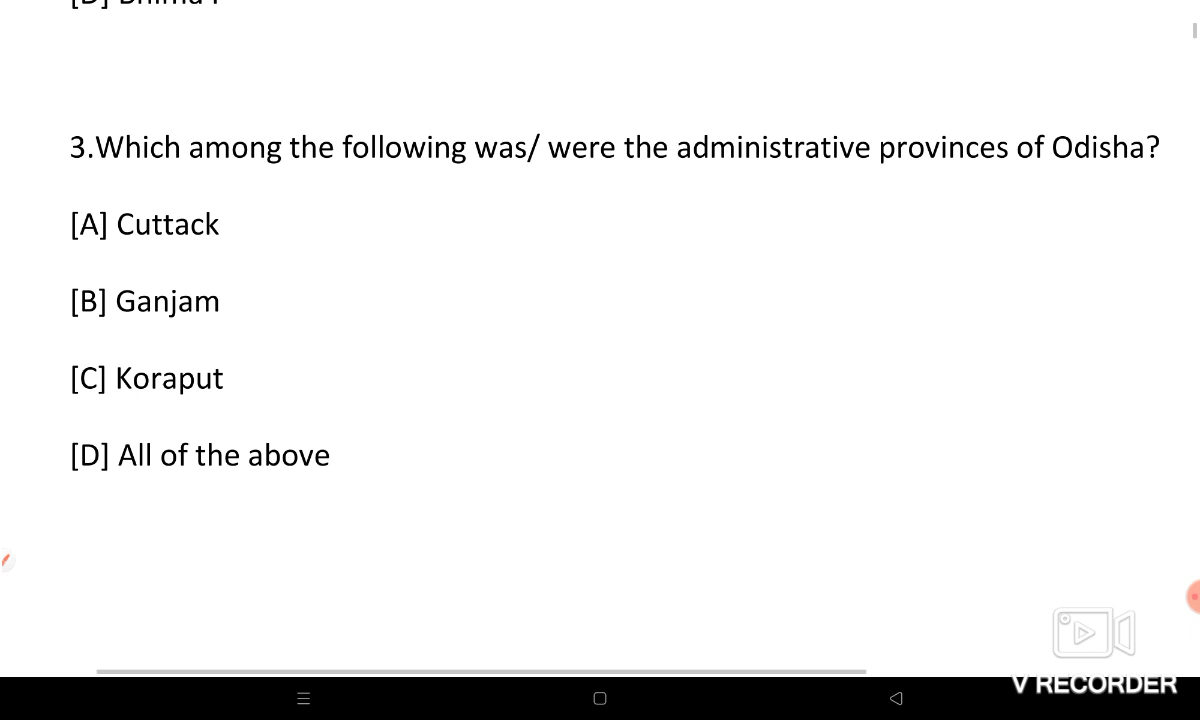 3.Which among the following was/ were the administrative provinces of Odisha?
[A] Cuttack
[B] Ganjam
[C] Koraput
[D] All of the above
V RECORDER